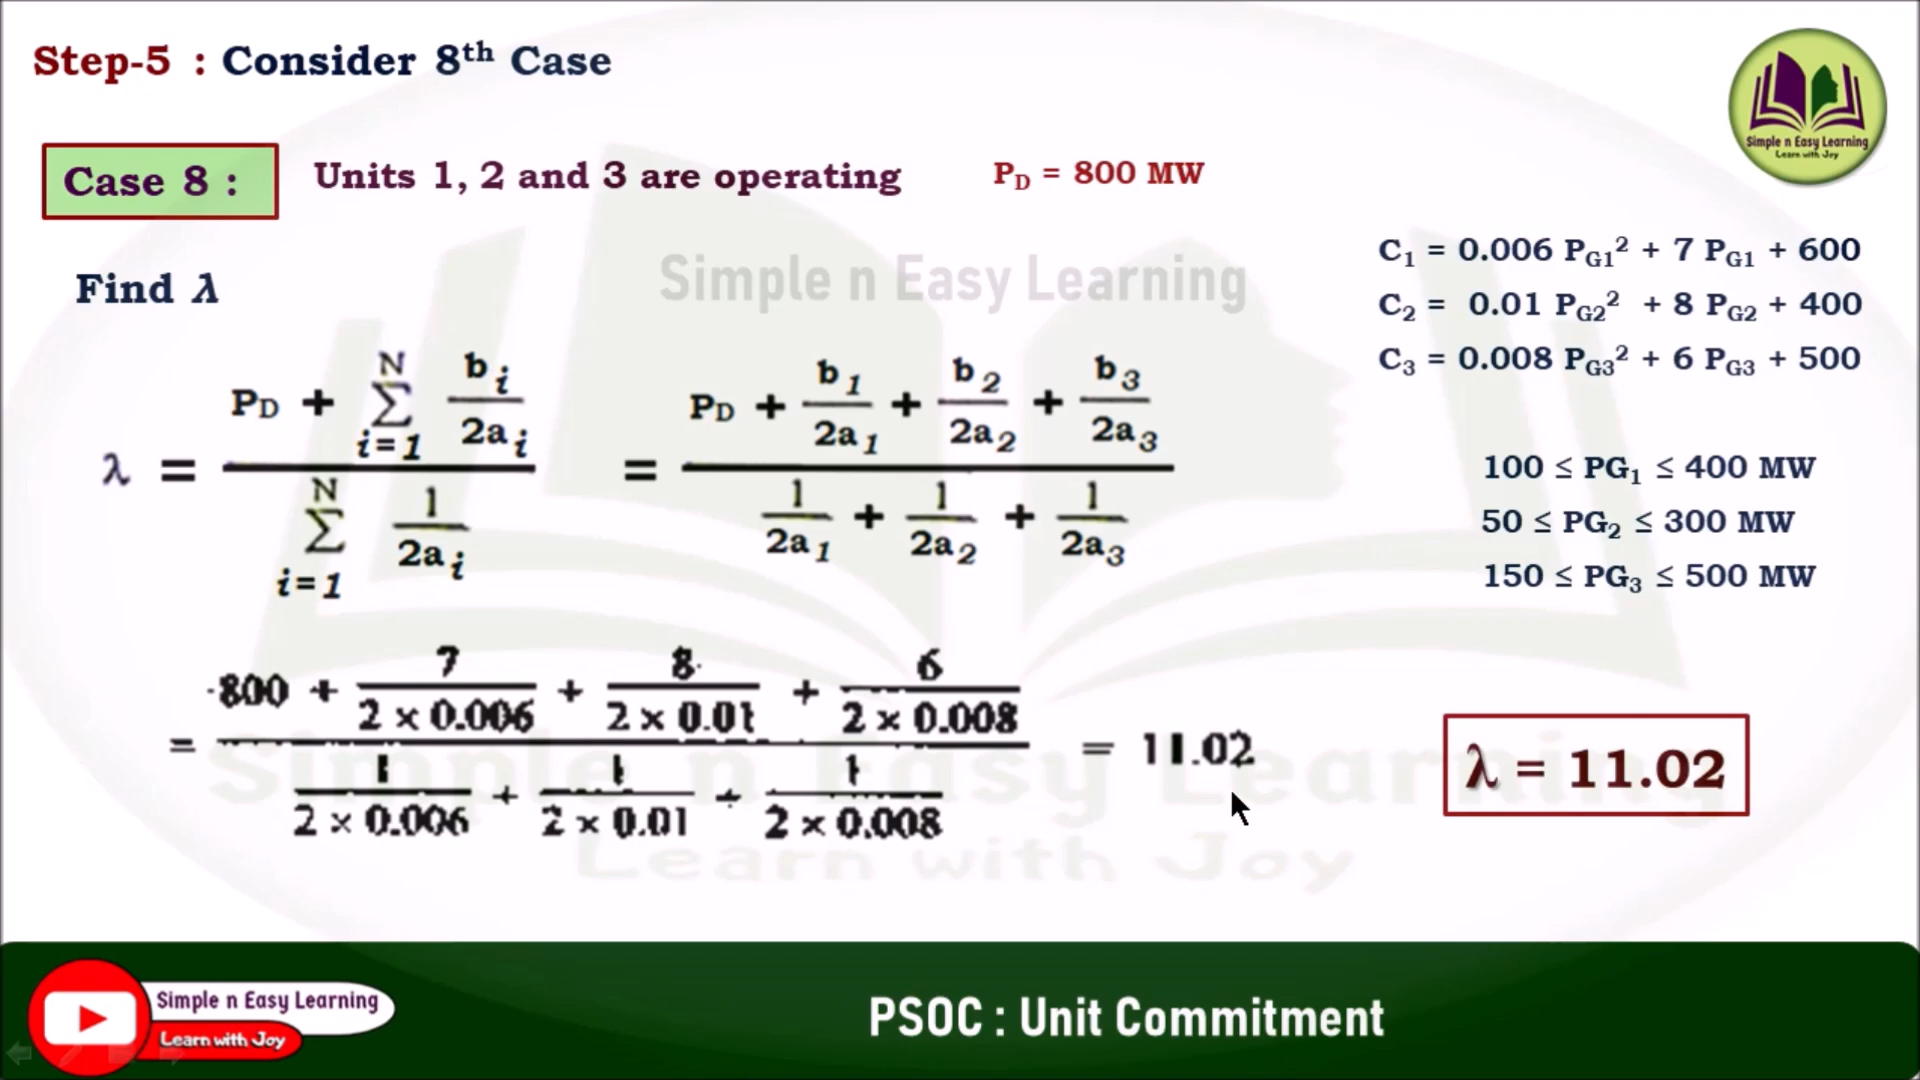 Step-5 : Consider 8th Case
Simple n Easy Learning
Learn with Joy
Case 8 :
Units 1, 2 and 3 are operating
PD = 800 MW
Simple n Easy Learning
C1 = 0.006 PG1² + 7 PG1 + 600
C2 = 0.01 PG2² + 8 PG2 + 400
C3 = 0.008 PG3² + 6 PG3 + 500
Find λ
λ = (PD + Σ(i=1 to N) bi/2ai) / (Σ(i=1 to N) 1/2ai) = (PD + b1/2a1 + b2/2a2 + b3/2a3) / (1/2a1 + 1/2a2 + 1/2a3)
100 ≤ PG1 ≤ 400 MW
50 ≤ PG2 ≤ 300 MW
150 ≤ PG3 ≤ 500 MW
= (800 + 7/(2 × 0.006) + 8/(2 × 0.01) + 6/(2 × 0.008)) / (1/(2 × 0.006) + 1/(2 × 0.01) + 1/(2 × 0.008)) = 11.02
λ = 11.02
Simple n Easy Learning
Learn with Joy
Simple n Easy Learning
Learn with Joy
PSOC : Unit Commitment